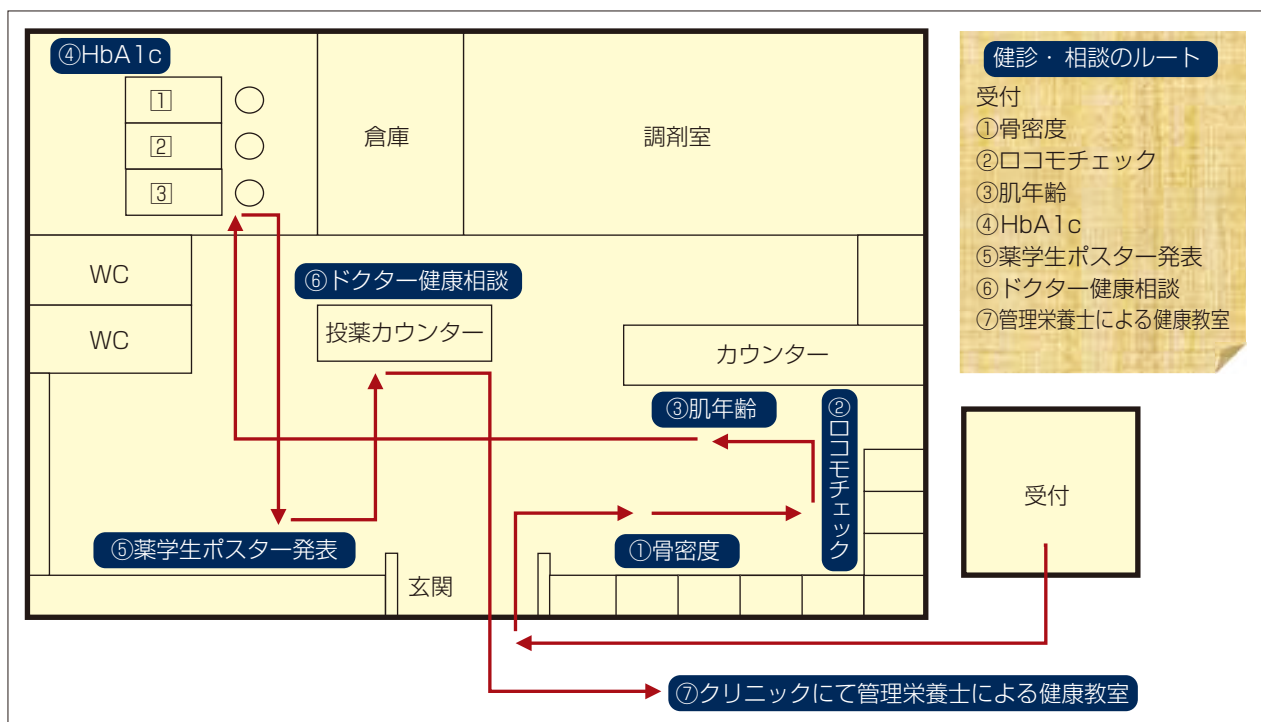 ④HbA1c
1
2
3
倉庫
調剤室
WC
WC
⑥ドクター健康相談
投薬カウンター
カウンター
③肌年齢
②ロコモチェック
①骨密度
⑤薬学生ポスター発表
玄関
⑦クリニックにて管理栄養士による健康教室
健診・相談のルート
受付
①骨密度
②ロコモチェック
③肌年齢
④HbA1c
⑤薬学生ポスター発表
⑥ドクター健康相談
⑦管理栄養士による健康教室
受付